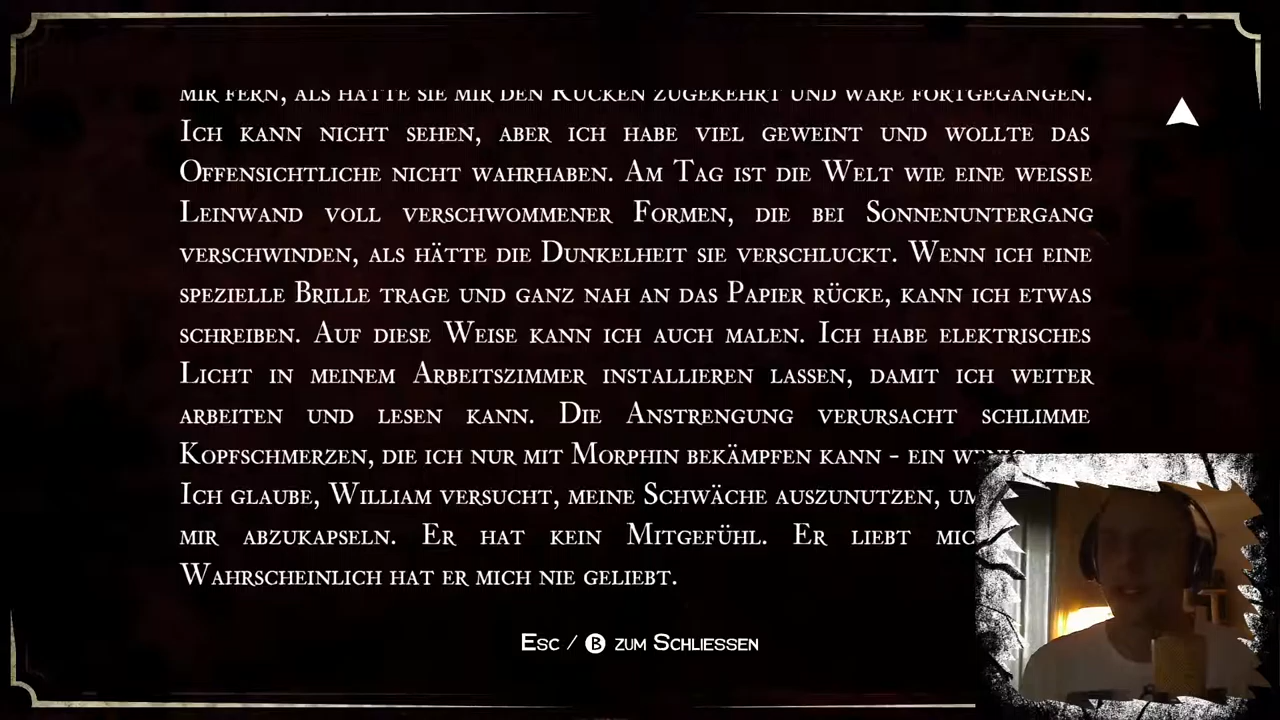 mir fern, als hätte sie mir den Rücken zugekehrt und wäre fortgegangen.
Ich kann nicht sehen, aber ich habe viel geweint und wollte das
Offensichtliche nicht wahrhaben. Am Tag ist die Welt wie eine weisse
Leinwand voll verschwommener Formen, die bei Sonnenuntergang
verschwinden, als hätte die Dunkelheit sie verschluckt. Wenn ich eine
spezielle Brille trage und ganz nah an das Papier rücke, kann ich etwas
schreiben. Auf diese Weise kann ich auch malen. Ich habe elektrisches
Licht in meinem Arbeitszimmer installieren lassen, damit ich weiter
arbeiten und lesen kann. Die Anstrengung verursacht schlimme
Kopfschmerzen, die ich nur mit Morphin bekämpfen kann - ein
Ich glaube, William versucht, meine Schwäche auszunutzen,
mir abzukapseln. Er hat kein Mitgefühl. Er liebt
Wahrscheinlich hat er mich nie geliebt.
Esc / B zum Schliessen